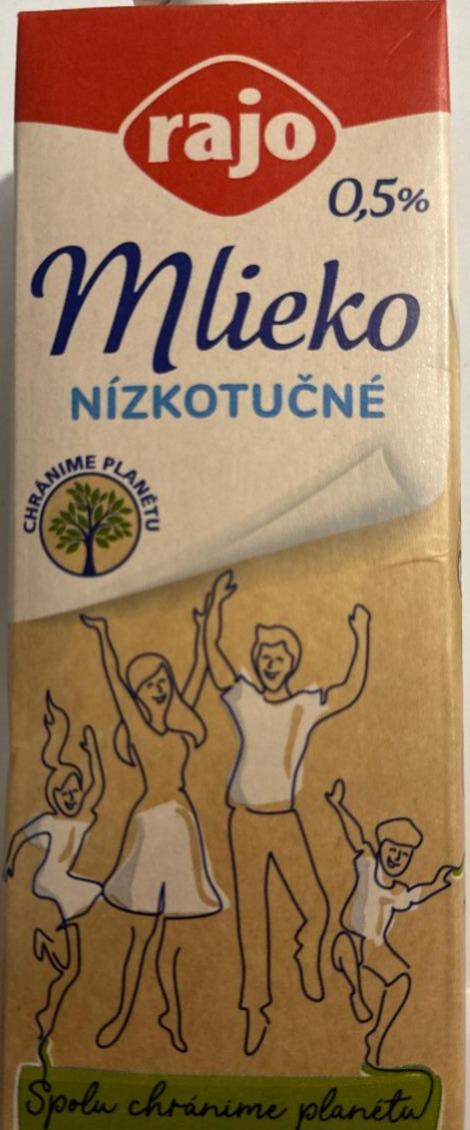 rajo
0,5%
Mlieko
NÍZKOTUČNÉ
CHRÁNIME PLANÉTU
Spolu chránime planétu